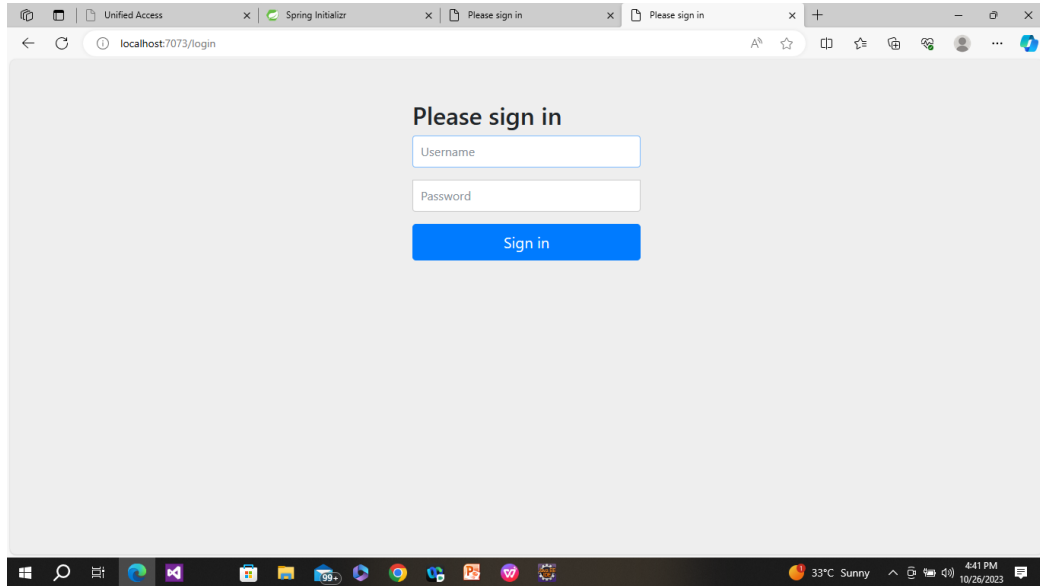 Unified Access
Spring Initializr
Please sign in
Please sign in
localhost:7073/login
Please sign in
Username
Password
Sign in
99+
33°C Sunny
4:41 PM
10/26/2023